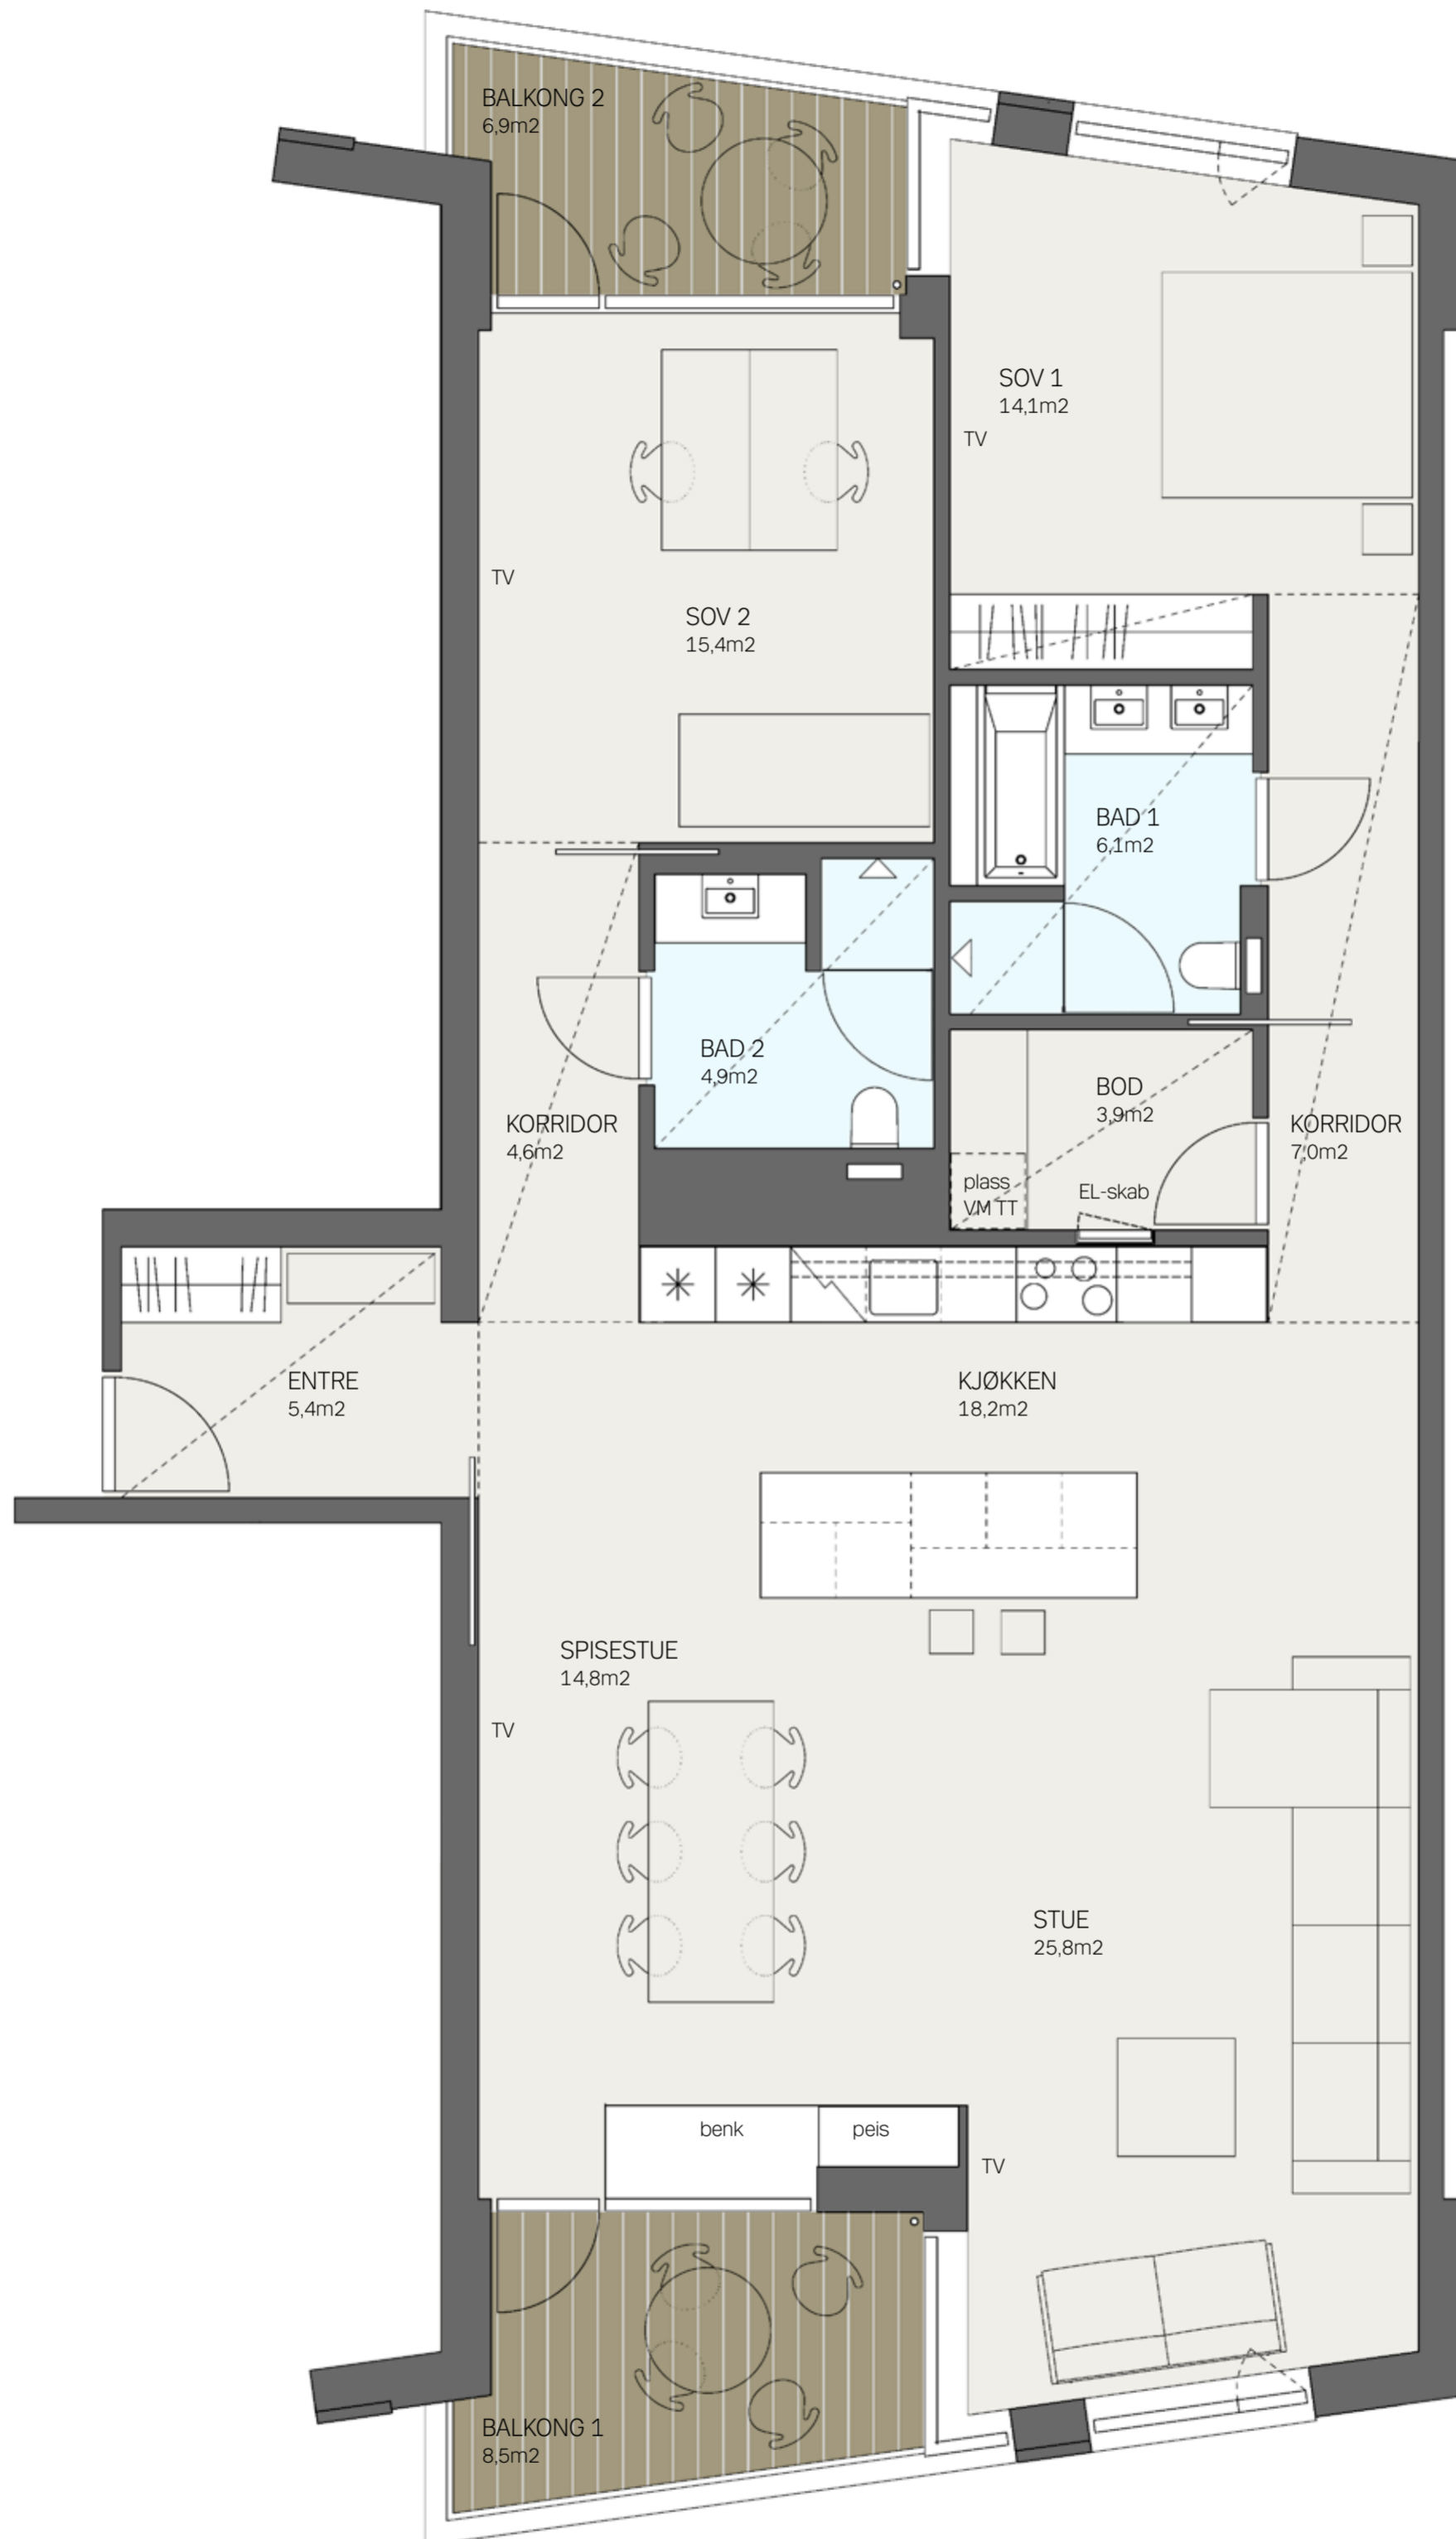 BALKONG 2
6,9m2
SOV 1
14,1m2
TV
TV
SOV 2
15,4m2
BAD 1
6,1m2
BAD 2
4,9m2
BOD
3,9m2
KORRIDOR
4,6m2
KORRIDOR
7,0m2
plass
VM TT
EL-skab
ENTRE
5,4m2
KJØKKEN
18,2m2
SPISESTUE
14,8m2
TV
STUE
25,8m2
benk
peis
TV
BALKONG 1
8,5m2